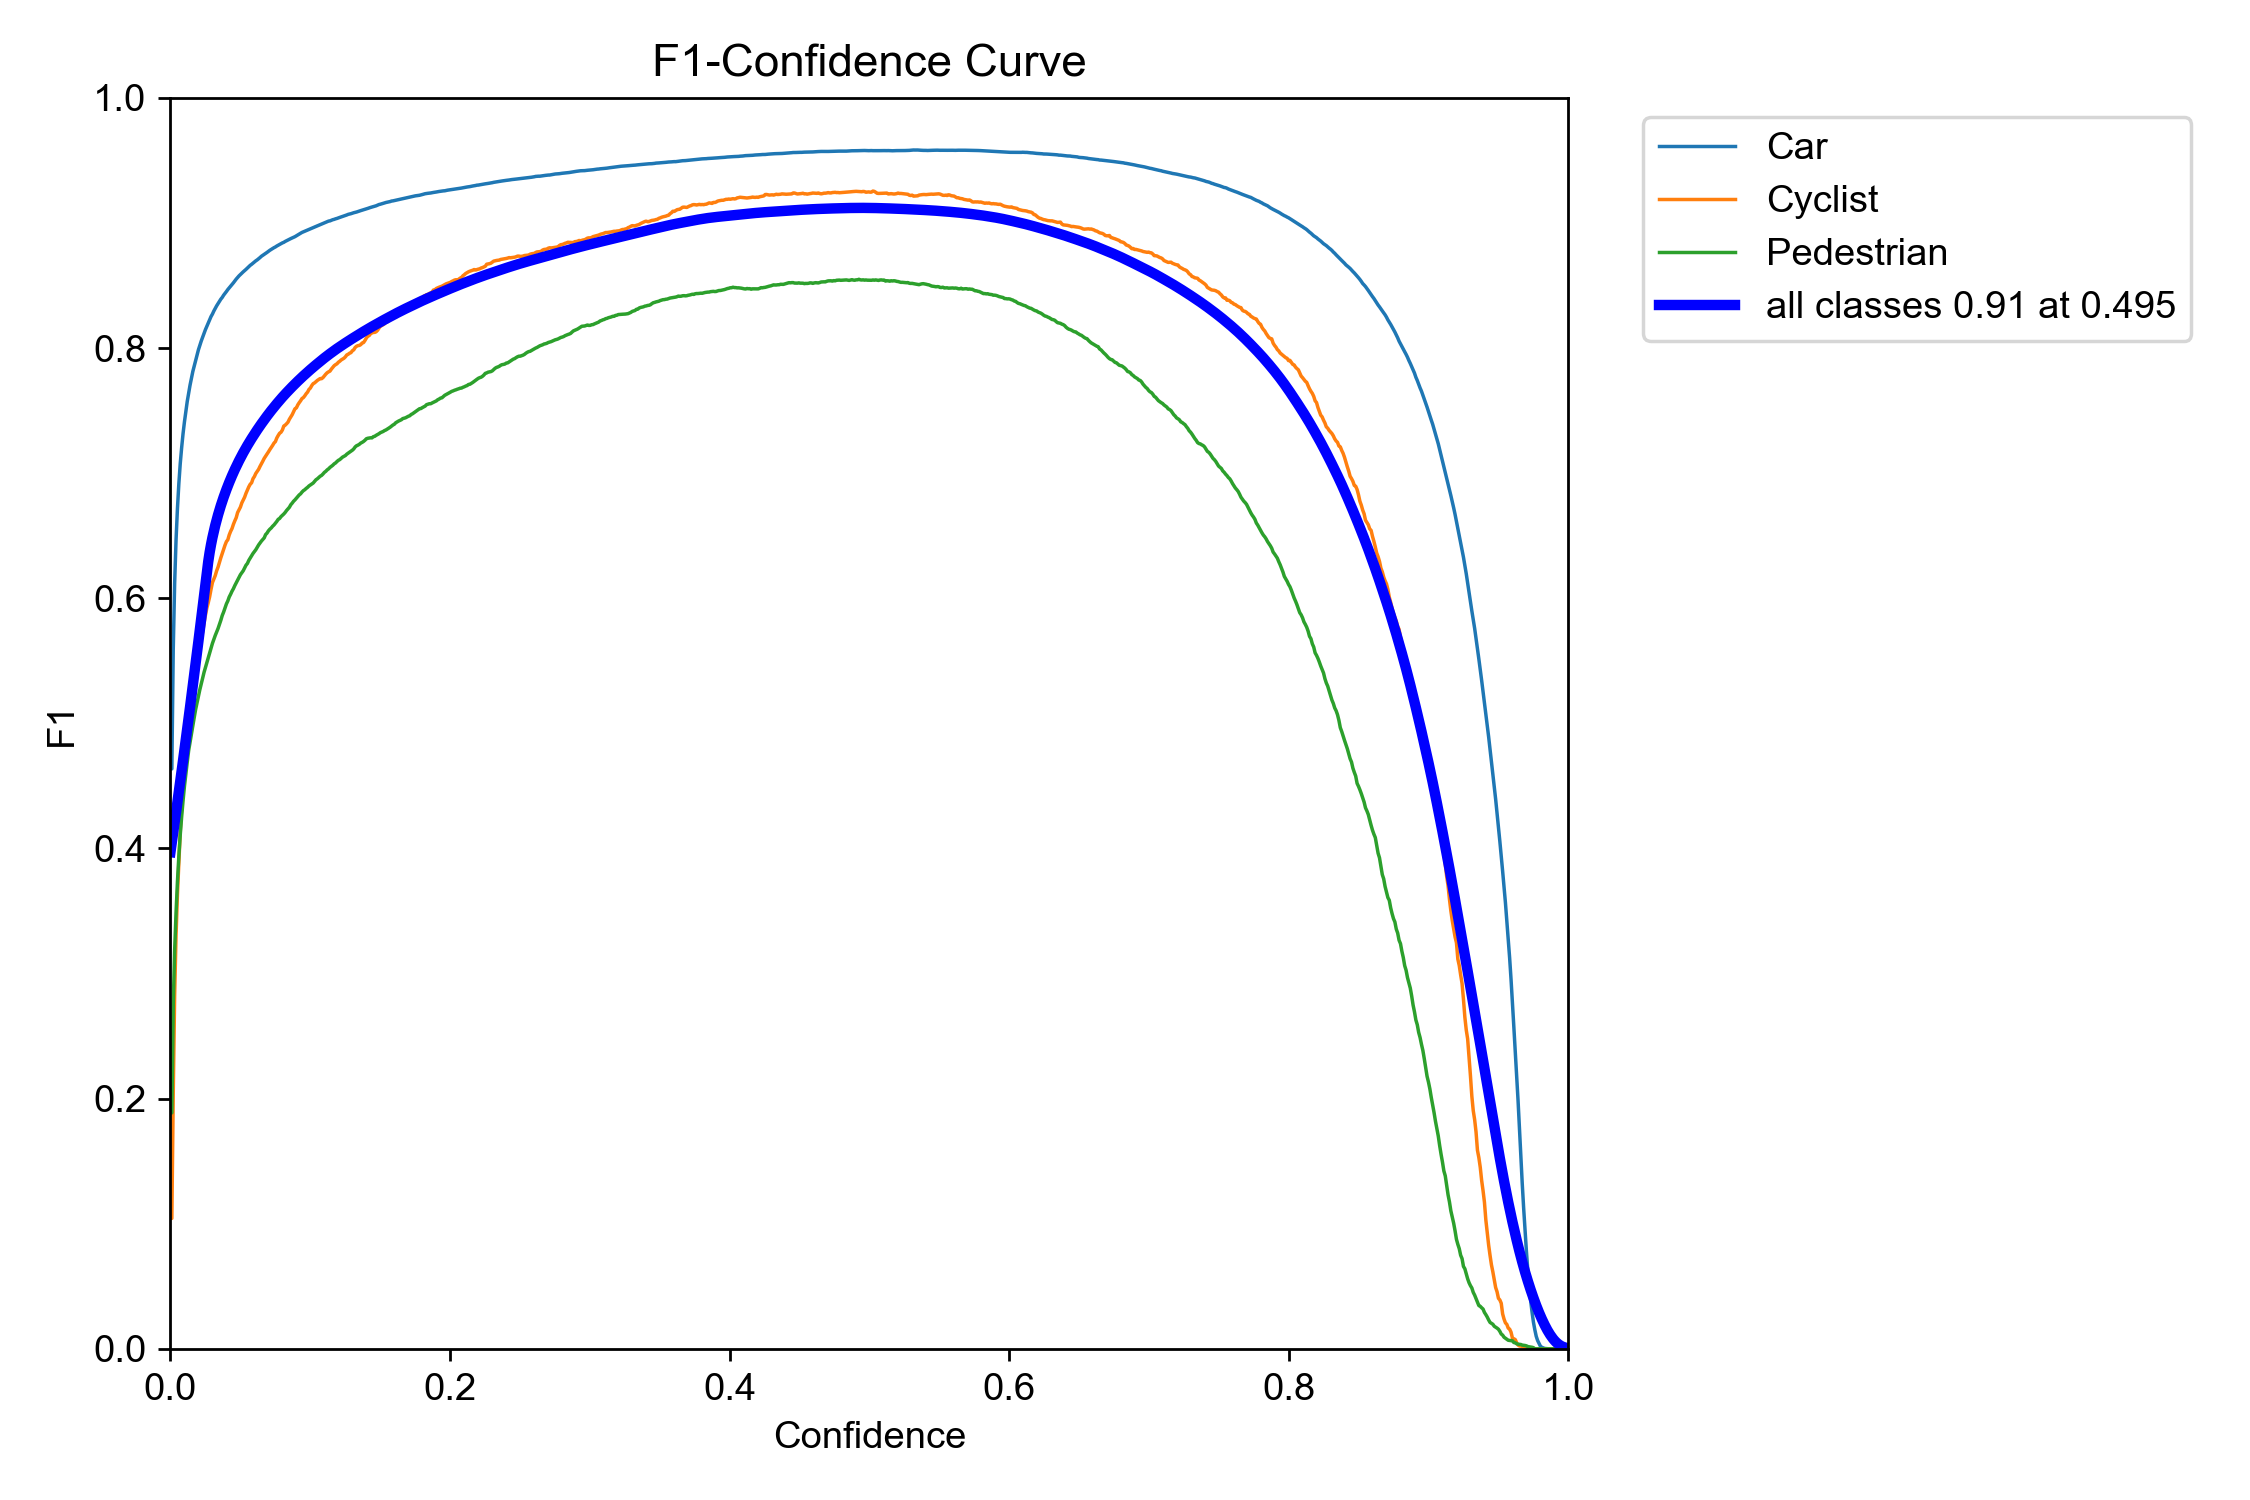 F1-Confidence Curve
1.0
0.8
0.6
0.4
0.2
0.0
F1
0.0 0.2 0.4 0.6 0.8 1.0
Confidence
Car
Cyclist
Pedestrian
all classes 0.91 at 0.495